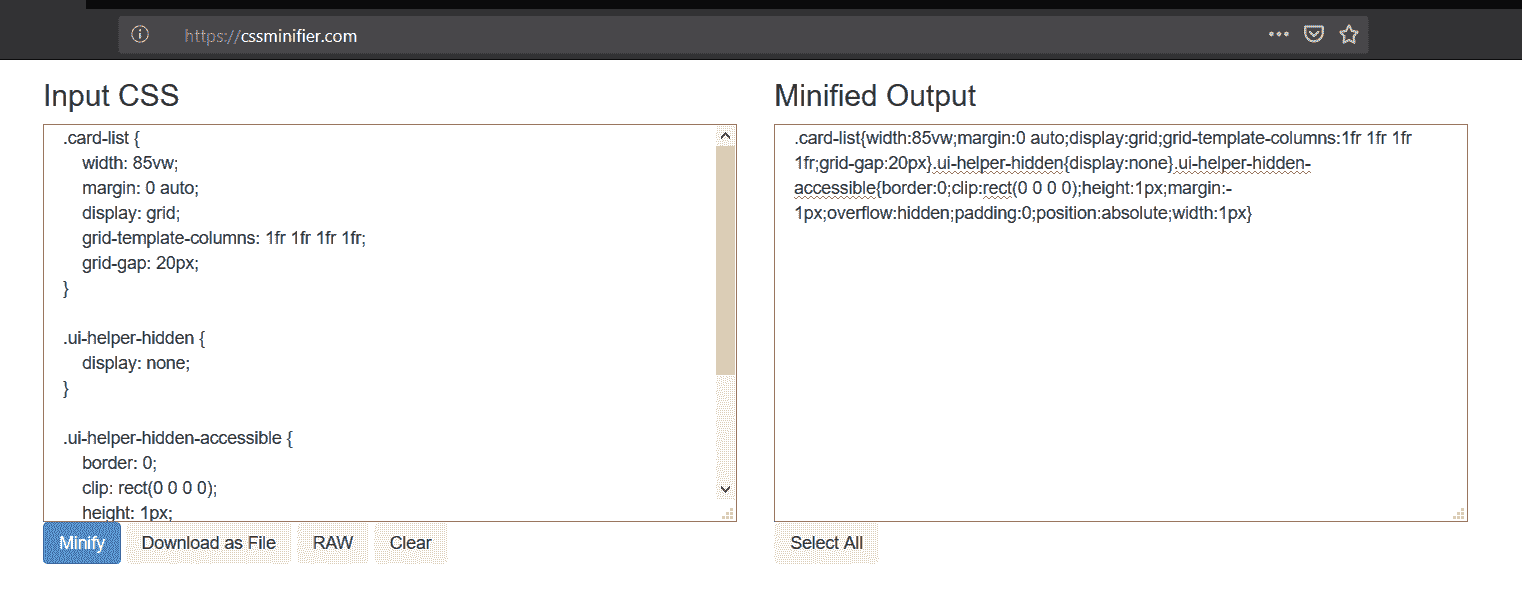 https://cssminifier.com
Input CSS
.card-list {
width: 85vw;
margin: 0 auto;
display: grid;
grid-template-columns: 1fr 1fr 1fr 1fr;
grid-gap: 20px;
}
.ui-helper-hidden {
display: none;
}
.ui-helper-hidden-accessible {
border: 0;
clip: rect(0 0 0 0);
height: 1px;
Minify
Download as File
RAW
Clear
Minified Output
.card-list{width:85vw;margin:0 auto;display:grid;grid-template-columns:1fr 1fr 1fr
1fr;grid-gap:20px}.ui-helper-hidden{display:none}.ui-helper-hidden-
accessible{border:0;clip:rect(0 0 0 0);height:1px;margin:-
1px;overflow:hidden;padding:0;position:absolute;width:1px}
Select All